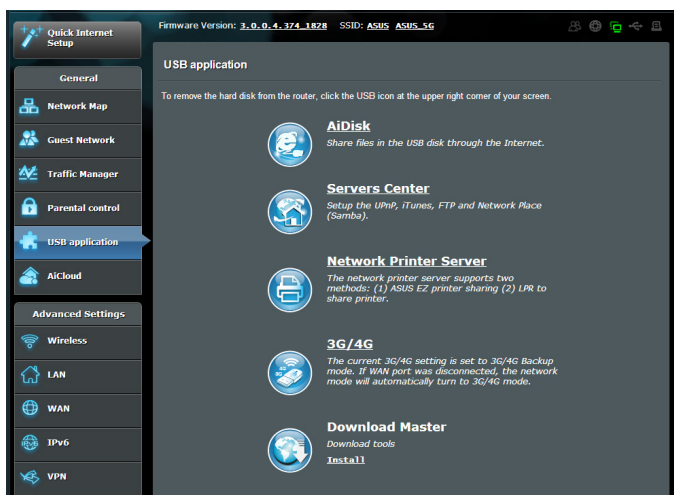 Quick Internet
Setup
Firmware Version: 3.0.0.4.374_1828 SSID: ASUS ASUS_5G
General
Network Map
Guest Network
Traffic Manager
Parental control
USB application
AiCloud
Advanced Settings
Wireless
LAN
WAN
IPv6
VPN
USB application
To remove the hard disk from the router, click the USB icon at the upper right corner of your screen.
AiDisk
Share files in the USB disk through the Internet.
Servers Center
Setup the UPnP, iTunes, FTP and Network Place
(Samba).
Network Printer Server
The network printer server supports two
methods: (1) ASUS EZ printer sharing (2) LPR to
share printer.
3G/4G
The current 3G/4G setting is set to 3G/4G Backup
mode. If WAN port was disconnected, the network
mode will automatically turn to 3G/4G mode.
Download Master
Download tools
Install